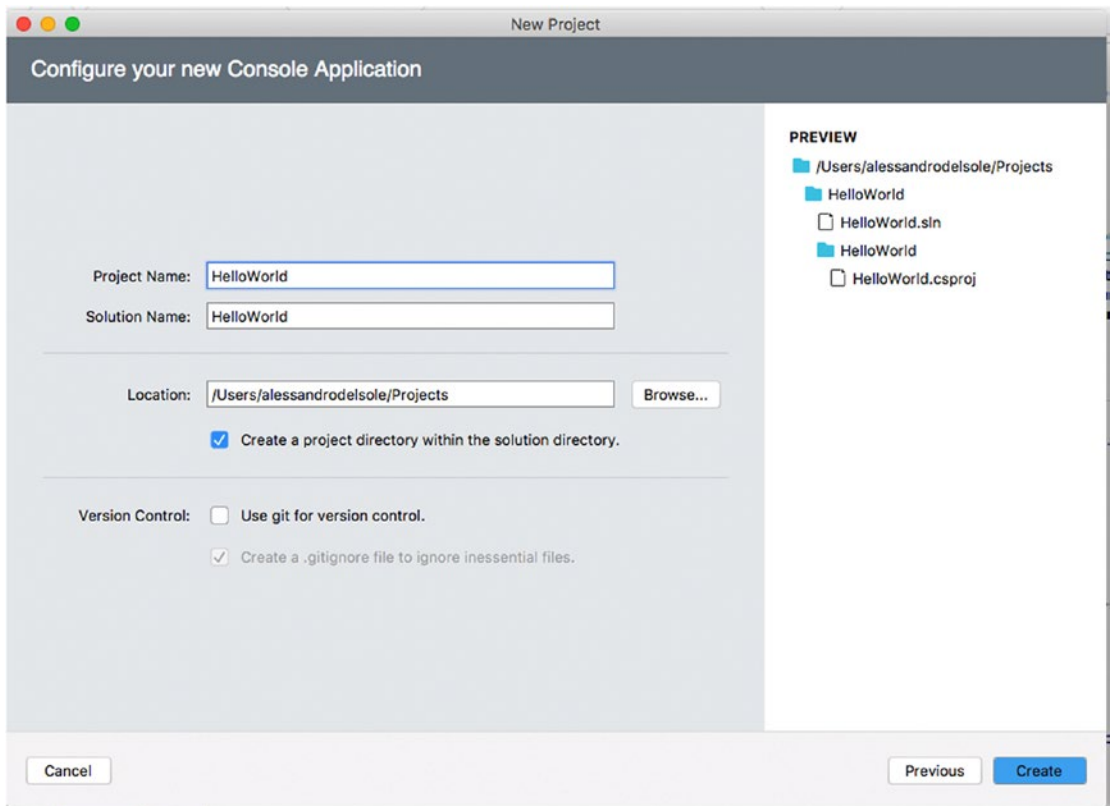 New Project
Configure your new Console Application
Project Name: HelloWorld
Solution Name: HelloWorld
Location: /Users/alessandrodelsole/Projects Browse...
Create a project directory within the solution directory.
Version Control: Use git for version control.
Create a .gitignore file to ignore inessential files.
PREVIEW
/Users/alessandrodelsole/Projects
HelloWorld
HelloWorld.sln
HelloWorld
HelloWorld.csproj
Cancel Previous Create